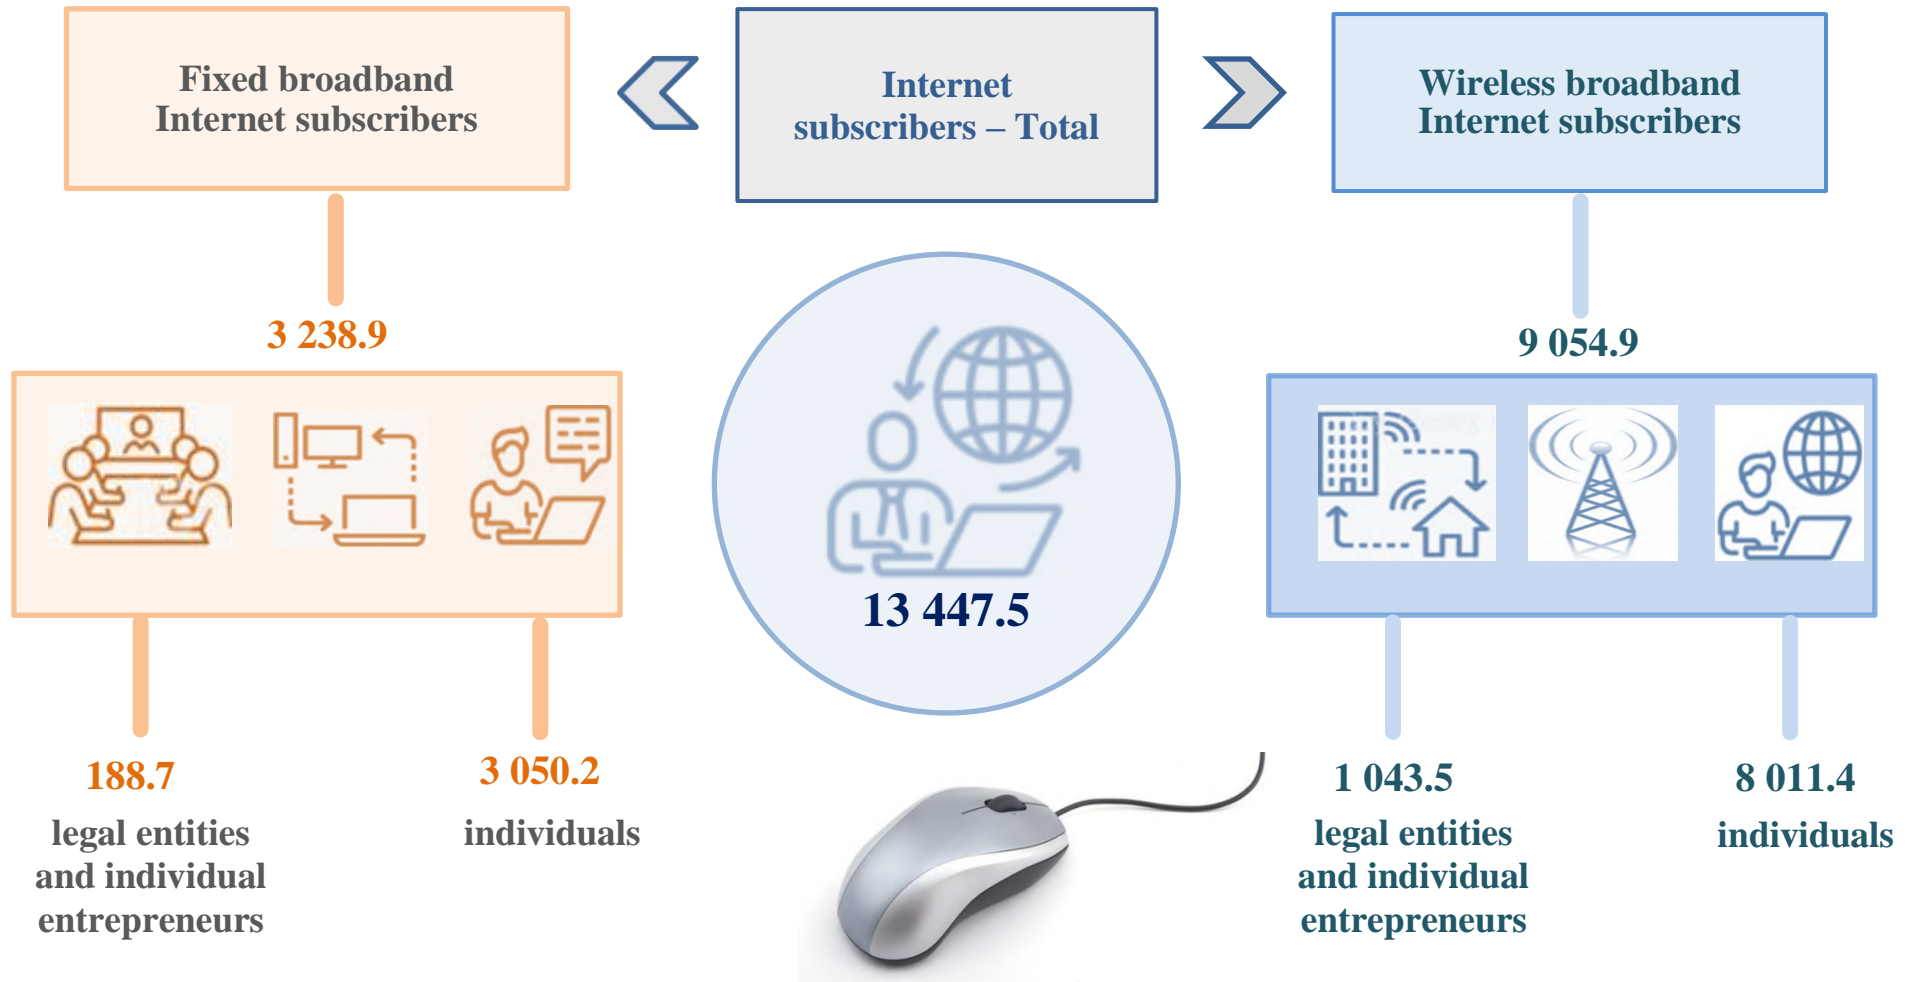 Fixed broadband
Internet subscribers
Internet
subscribers – Total
Wireless broadband
Internet subscribers
3 238.9
9 054.9
13 447.5
188.7
legal entities
and individual
entrepreneurs
3 050.2
individuals
1 043.5
legal entities
and individual
entrepreneurs
8 011.4
individuals